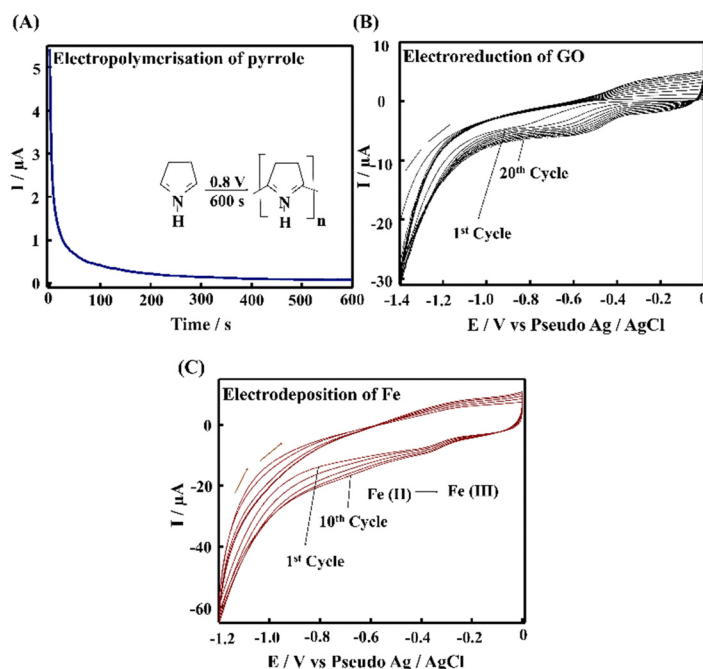 (A)
Electropolymerisation of pyrrole
5
4
3
2
1
0
I / µA
0.8 V
600 s
N
H
N
H
n
0
100
200
300
400
500
600
Time / s
(B)
Electroreduction of GO
10
0
-10
-20
-30
I / µA
20th Cycle
1st Cycle
-1.4
-1.2
-1.0
-0.8
-0.6
-0.4
-0.2
0
E / V vs Pseudo Ag / AgCl
(C)
Electrodeposition of Fe
0
-20
-40
-60
I / µA
Fe (II) — Fe (III)
10th Cycle
1st Cycle
-1.2
-1.0
-0.8
-0.6
-0.4
-0.2
0
E / V vs Pseudo Ag / AgCl